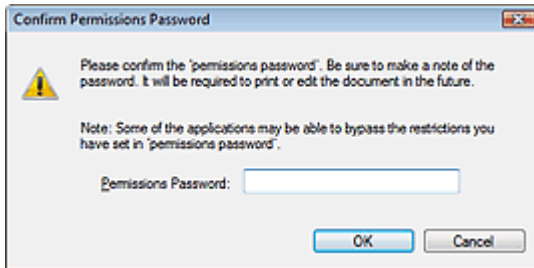 Confirm Permissions Password
Please confirm the 'permissions password'. Be sure to make a note of the
password. It will be required to print or edit the document in the future.
Note: Some of the applications may be able to bypass the restrictions you
have set in 'permissions password'.
Permissions Password:
OK Cancel